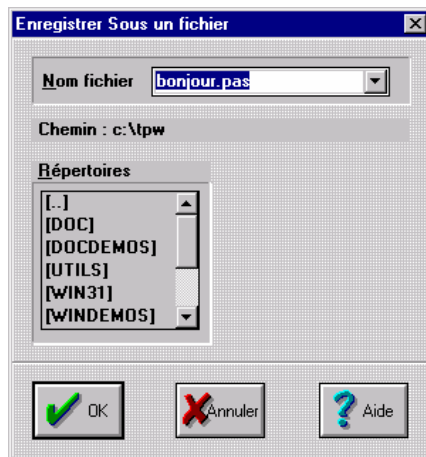 Enregistrer Sous un fichier
Nom fichier bonjour.pas
Chemin : c:\tpw
Répertoires
[..]
[DOC]
[DOCDEMOS]
[UTILS]
[WIN31]
[WINDEMOS]
OK Annuler Aide